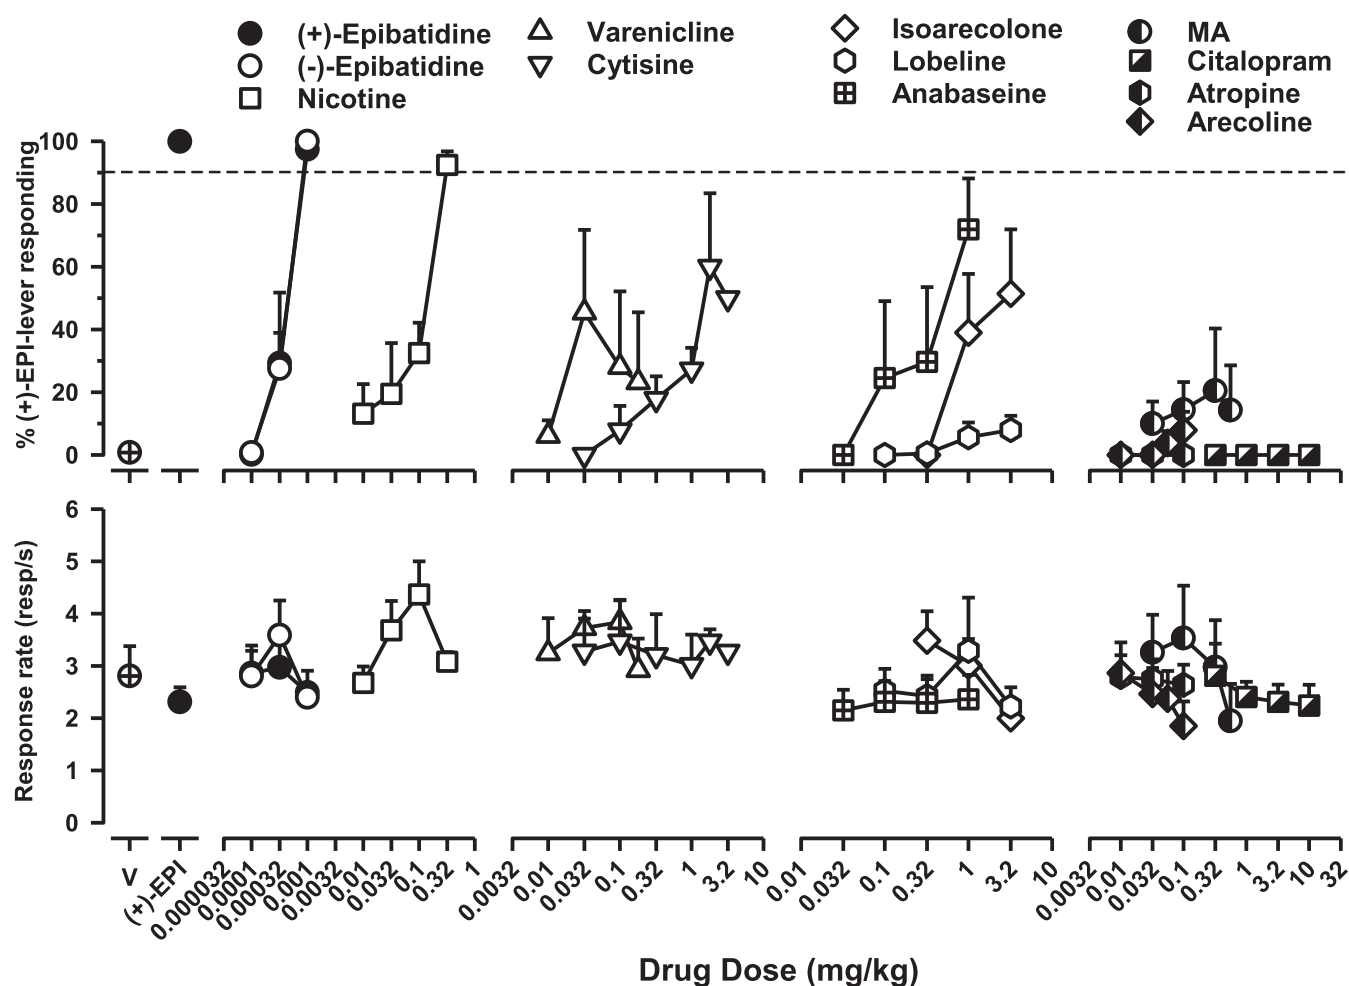 (+)-Epibatidine
(-)-Epibatidine
Nicotine
Varenicline
Cytisine
Isoarecolone
Lobeline
Anabaseine
MA
Citalopram
Atropine
Arecoline
% (+)-EPI-lever responding
100
80
60
40
20
0
Response rate (resp/s)
6
5
4
3
2
1
0
V
(+)-EPI
0.000032
0.0001
0.00032
0.001
0.0032
0.01
0.032
0.1
0.32
1
0.0032
0.01
0.032
0.1
0.32
1
3.2
10
0.01
0.032
0.1
0.32
1
3.2
10
0.0032
0.01
0.032
0.1
0.32
1
3.2
10
32
Drug Dose (mg/kg)